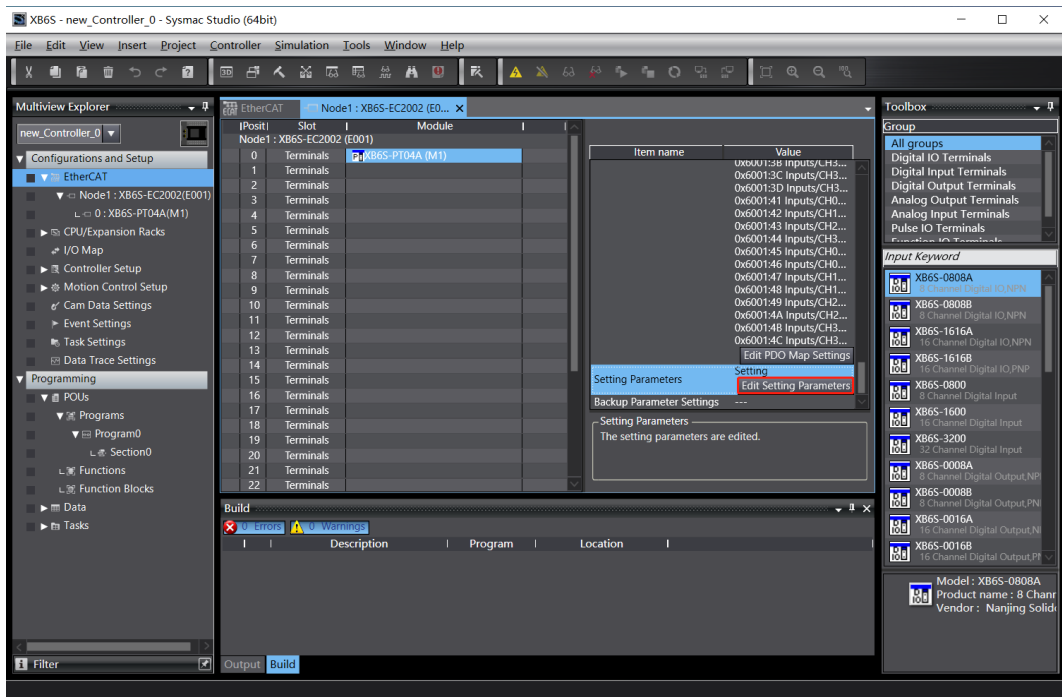 XB6S - new_Controller_0 - Sysmac Studio (64bit)
File Edit View Insert Project Controller Simulation Tools Window Help
Multiview Explorer
new_Controller_0
Configurations and Setup
EtherCAT
Node1 : XB6S-EC2002(E001)
0 : XB6S-PT04A(M1)
CPU/Expansion Racks
I/O Map
Controller Setup
Motion Control Setup
Cam Data Settings
Event Settings
Task Settings
Data Trace Settings
Programming
POUs
Programs
Program0
Section0
Functions
Function Blocks
Data
Tasks
Filter
EtherCAT
Node1 : XB6S-EC2002 (E0...
Positi Slot Module
Node1 : XB6S-EC2002 (E001)
0 Terminals XB6S-PT04A (M1)
1 Terminals
2 Terminals
3 Terminals
4 Terminals
5 Terminals
6 Terminals
7 Terminals
8 Terminals
9 Terminals
10 Terminals
11 Terminals
12 Terminals
13 Terminals
14 Terminals
15 Terminals
16 Terminals
17 Terminals
18 Terminals
19 Terminals
20 Terminals
21 Terminals
22 Terminals
Item name Value
0x6001:3B Inputs/CH3...
0x6001:3C Inputs/CH3...
0x6001:3D Inputs/CH3...
0x6001:41 Inputs/CH0...
0x6001:42 Inputs/CH1...
0x6001:43 Inputs/CH2...
0x6001:44 Inputs/CH3...
0x6001:45 Inputs/CH0...
0x6001:46 Inputs/CH0...
0x6001:47 Inputs/CH1...
0x6001:48 Inputs/CH1...
0x6001:49 Inputs/CH2...
0x6001:4A Inputs/CH2...
0x6001:4B Inputs/CH3...
0x6001:4C Inputs/CH3...
Edit PDO Map Settings
Setting
Setting Parameters Edit Setting Parameters
Backup Parameter Settings ---
Setting Parameters
The setting parameters are edited.
Build
0 Errors 0 Warnings
Description Program Location
Output Build
Toolbox
Group
All groups
Digital IO Terminals
Digital Input Terminals
Digital Output Terminals
Analog Output Terminals
Analog Input Terminals
Pulse IO Terminals
Function IO Terminals
Input Keyword
XB6S-0808A
8 Channel Digital IO,NPN
XB6S-0808B
8 Channel Digital IO,NPN
XB6S-1616A
16 Channel Digital IO,NPN
XB6S-1616B
16 Channel Digital IO,PNP
XB6S-0800
8 Channel Digital Input
XB6S-1600
16 Channel Digital Input
XB6S-3200
32 Channel Digital Input
XB6S-0008A
8 Channel Digital Output,NP
XB6S-0008B
8 Channel Digital Output,PN
XB6S-0016A
16 Channel Digital Output,N
XB6S-0016B
16 Channel Digital Output,P
Model : XB6S-0808A
Product name : 8 Chann
Vendor : Nanjing Solid